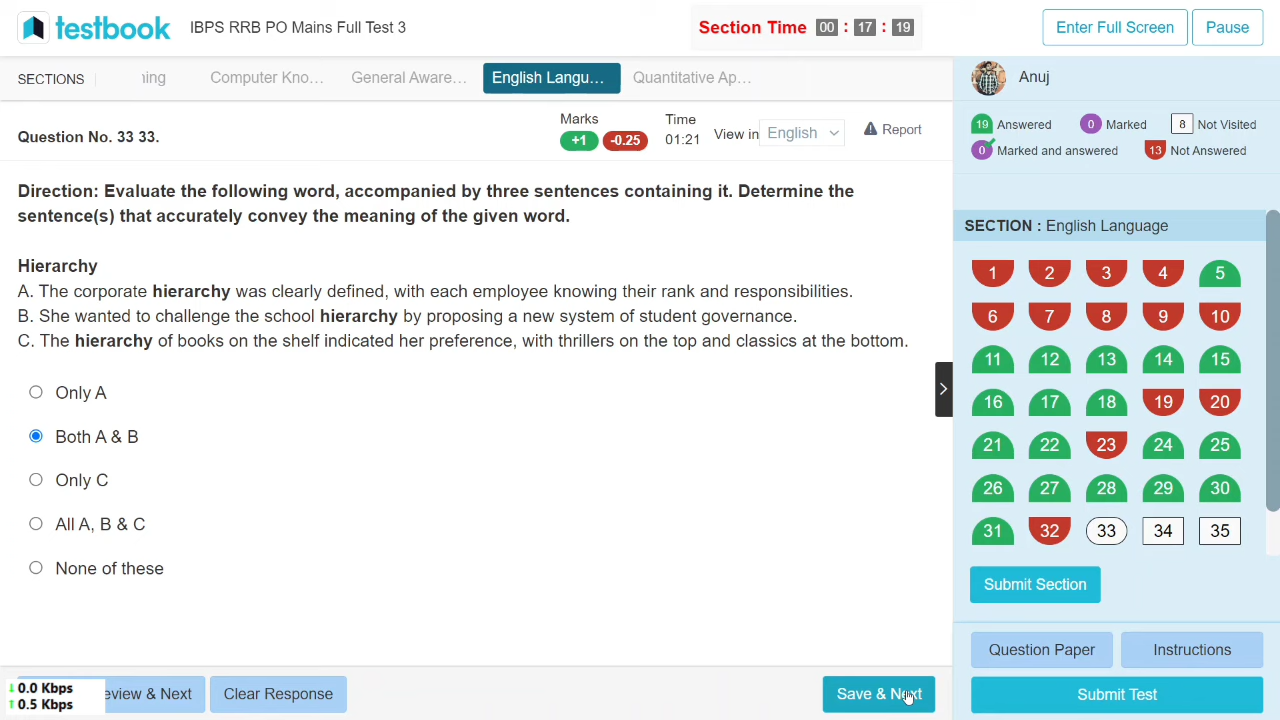 testbook IBPS RRB PO Mains Full Test 3 Section Time 00 : 17 : 19 Enter Full Screen Pause
SECTIONS ning Computer Kno... General Aware... English Langu... Quantitative Ap... Anuj
Question No. 33 33. Marks +1 -0.25 Time 01:21 View in English Report
19 Answered 0 Marked 8 Not Visited
0 Marked and answered 13 Not Answered
Direction: Evaluate the following word, accompanied by three sentences containing it. Determine the
sentence(s) that accurately convey the meaning of the given word.
Hierarchy
A. The corporate hierarchy was clearly defined, with each employee knowing their rank and responsibilities.
B. She wanted to challenge the school hierarchy by proposing a new system of student governance.
C. The hierarchy of books on the shelf indicated her preference, with thrillers on the top and classics at the bottom.
Only A
Both A & B
Only C
All A, B & C
None of these
SECTION : English Language
1 2 3 4 5
6 7 8 9 10
11 12 13 14 15
16 17 18 19 20
21 22 23 24 25
26 27 28 29 30
31 32 33 34 35
Submit Section
Question Paper Instructions
eview & Next Clear Response Save & Next Submit Test
0.0 Kbps
0.5 Kbps